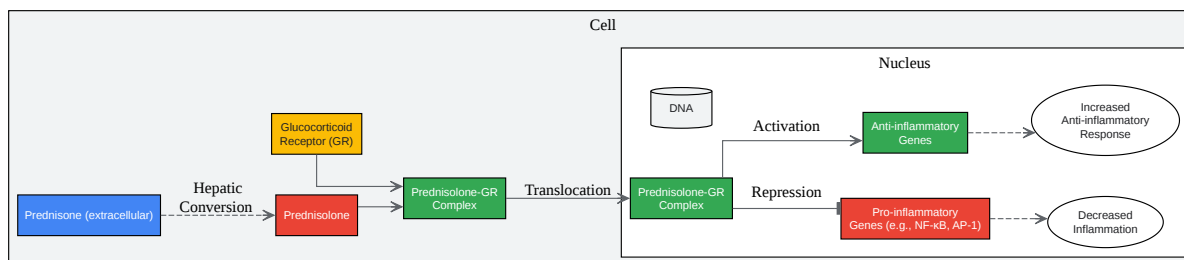 Cell
Nucleus
DNA
Increased
Anti-inflammatory
Response
Glucocorticoid
Receptor (GR)
Activation
Anti-inflammatory
Genes
Hepatic
Conversion
Prednisolone-GR
Complex
Translocation
Prednisolone-GR
Complex
Repression
Prednisone (extracellular)
Prednisolone
Pro-inflammatory
Genes (e.g., NF-κB, AP-1)
Decreased
Inflammation